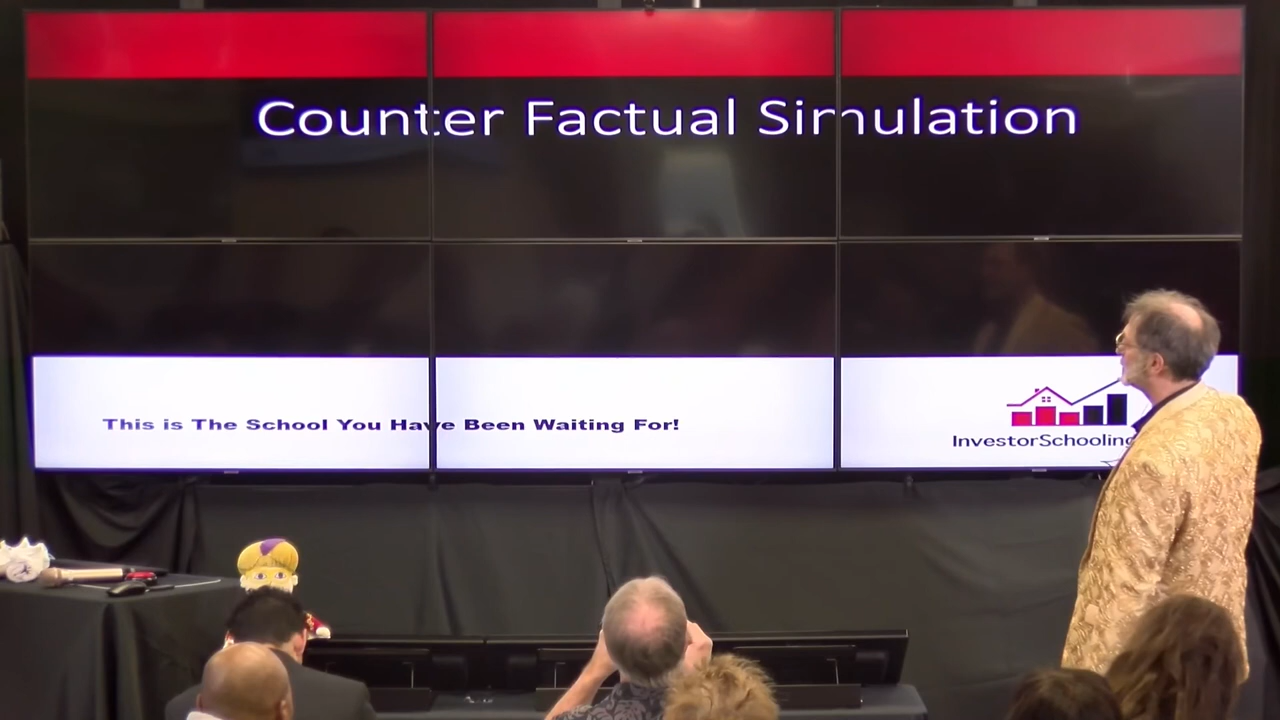 Counter Factual Simulation
This is The School You Have Been Waiting For!
InvestorSchooling